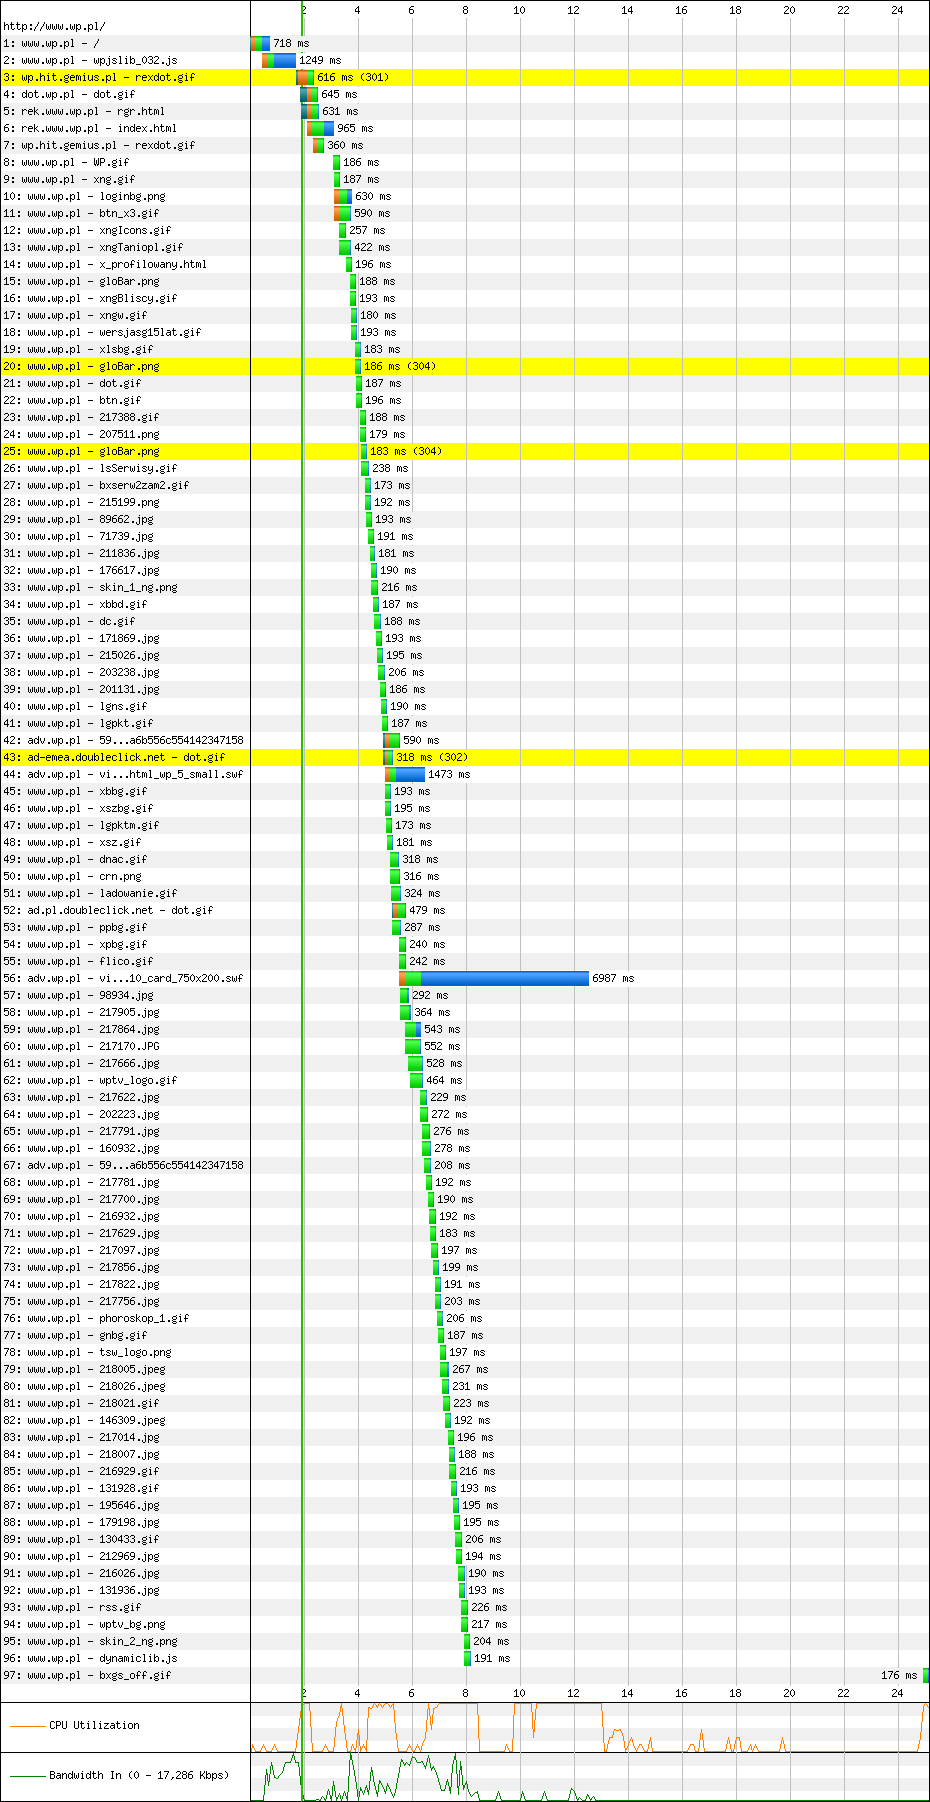 2 4 6 8 10 12 14 16 18 20 22 24
http://www.wp.pl/
1: www.wp.pl - / 718 ms
2: www.wp.pl - wpjslib_032.js 1249 ms
3: wp.hit.gemius.pl - rexdot.gif 616 ms (301)
4: dot.wp.pl - dot.gif 645 ms
5: rek.www.wp.pl - rgr.html 631 ms
6: rek.www.wp.pl - index.html 965 ms
7: wp.hit.gemius.pl - rexdot.gif 360 ms
8: www.wp.pl - WP.gif 186 ms
9: www.wp.pl - xng.gif 187 ms
10: www.wp.pl - loginbg.png 630 ms
11: www.wp.pl - btn_x3.gif 590 ms
12: www.wp.pl - xngIcons.gif 257 ms
13: www.wp.pl - xngTaniopl.gif 422 ms
14: www.wp.pl - x_profilowany.html 196 ms
15: www.wp.pl - gloBar.png 188 ms
16: www.wp.pl - xngBliscy.gif 193 ms
17: www.wp.pl - xngw.gif 180 ms
18: www.wp.pl - wersjasg15lat.gif 193 ms
19: www.wp.pl - xlsbg.gif 183 ms
20: www.wp.pl - gloBar.png 186 ms (304)
21: www.wp.pl - dot.gif 187 ms
22: www.wp.pl - btn.gif 196 ms
23: www.wp.pl - 217388.gif 188 ms
24: www.wp.pl - 207511.png 179 ms
25: www.wp.pl - gloBar.png 183 ms (304)
26: www.wp.pl - lsSerwisy.gif 238 ms
27: www.wp.pl - bxserw2zam2.gif 173 ms
28: www.wp.pl - 215199.png 192 ms
29: www.wp.pl - 89662.jpg 193 ms
30: www.wp.pl - 71739.jpg 191 ms
31: www.wp.pl - 211836.jpg 181 ms
32: www.wp.pl - 176617.jpg 190 ms
33: www.wp.pl - skin_1_ng.png 216 ms
34: www.wp.pl - xbbd.gif 187 ms
35: www.wp.pl - dc.gif 188 ms
36: www.wp.pl - 171869.jpg 193 ms
37: www.wp.pl - 215026.jpg 195 ms
38: www.wp.pl - 203238.jpg 206 ms
39: www.wp.pl - 201131.jpg 186 ms
40: www.wp.pl - lgns.gif 190 ms
41: www.wp.pl - lgpkt.gif 187 ms
42: adv.wp.pl - 59...a6b556c554142347158 590 ms
43: ad-emea.doubleclick.net - dot.gif 318 ms (302)
44: adv.wp.pl - vi...html_wp_5_small.swf 1473 ms
45: www.wp.pl - xbbg.gif 193 ms
46: www.wp.pl - xszbg.gif 195 ms
47: www.wp.pl - lgpktm.gif 173 ms
48: www.wp.pl - xsz.gif 181 ms
49: www.wp.pl - dnac.gif 318 ms
50: www.wp.pl - crn.png 316 ms
51: www.wp.pl - ladowanie.gif 324 ms
52: ad.pl.doubleclick.net - dot.gif 479 ms
53: www.wp.pl - ppbg.gif 287 ms
54: www.wp.pl - xpbg.gif 240 ms
55: www.wp.pl - flico.gif 242 ms
56: adv.wp.pl - vi...10_card_750x200.swf 6987 ms
57: www.wp.pl - 98934.jpg 292 ms
58: www.wp.pl - 217905.jpg 364 ms
59: www.wp.pl - 217864.jpg 543 ms
60: www.wp.pl - 217170.JPG 552 ms
61: www.wp.pl - 217666.jpg 528 ms
62: www.wp.pl - wptv_logo.gif 464 ms
63: www.wp.pl - 217622.jpg 229 ms
64: www.wp.pl - 202223.jpg 272 ms
65: www.wp.pl - 217791.jpg 276 ms
66: www.wp.pl - 160932.jpg 278 ms
67: adv.wp.pl - 59...a6b556c554142347158 208 ms
68: www.wp.pl - 217781.jpg 192 ms
69: www.wp.pl - 217700.jpg 190 ms
70: www.wp.pl - 216932.jpg 192 ms
71: www.wp.pl - 217629.jpg 183 ms
72: www.wp.pl - 217097.jpg 197 ms
73: www.wp.pl - 217856.jpg 199 ms
74: www.wp.pl - 217822.jpg 191 ms
75: www.wp.pl - 217756.jpg 203 ms
76: www.wp.pl - phoroskop_1.gif 206 ms
77: www.wp.pl - gnbg.gif 187 ms
78: www.wp.pl - tsw_logo.png 197 ms
79: www.wp.pl - 218005.jpeg 267 ms
80: www.wp.pl - 218026.jpeg 231 ms
81: www.wp.pl - 218021.gif 223 ms
82: www.wp.pl - 146309.jpeg 192 ms
83: www.wp.pl - 217014.jpg 196 ms
84: www.wp.pl - 218007.jpg 188 ms
85: www.wp.pl - 216929.gif 216 ms
86: www.wp.pl - 131928.gif 193 ms
87: www.wp.pl - 195646.jpg 195 ms
88: www.wp.pl - 179198.jpg 195 ms
89: www.wp.pl - 130433.gif 206 ms
90: www.wp.pl - 212969.jpg 194 ms
91: www.wp.pl - 216026.jpg 190 ms
92: www.wp.pl - 131936.jpg 193 ms
93: www.wp.pl - rss.gif 226 ms
94: www.wp.pl - wptv_bg.png 217 ms
95: www.wp.pl - skin_2_ng.png 204 ms
96: www.wp.pl - dynamiclib.js 191 ms
97: www.wp.pl - bxgs_off.gif 176 ms
2 4 6 8 10 12 14 16 18 20 22 24
CPU Utilization
Bandwidth In (0 - 17,286 Kbps)